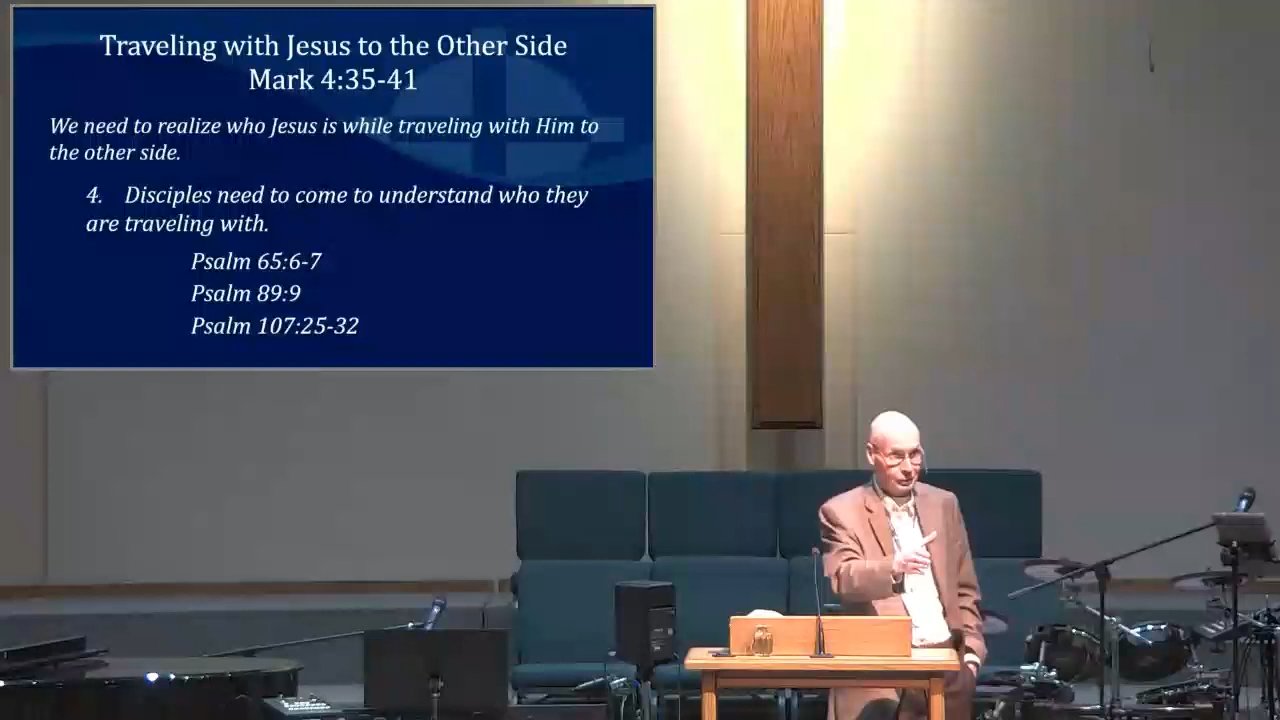 Traveling with Jesus to the Other Side
Mark 4:35-41
We need to realize who Jesus is while traveling with Him to
the other side.
4. Disciples need to come to understand who they
are traveling with.
Psalm 65:6-7
Psalm 89:9
Psalm 107:25-32